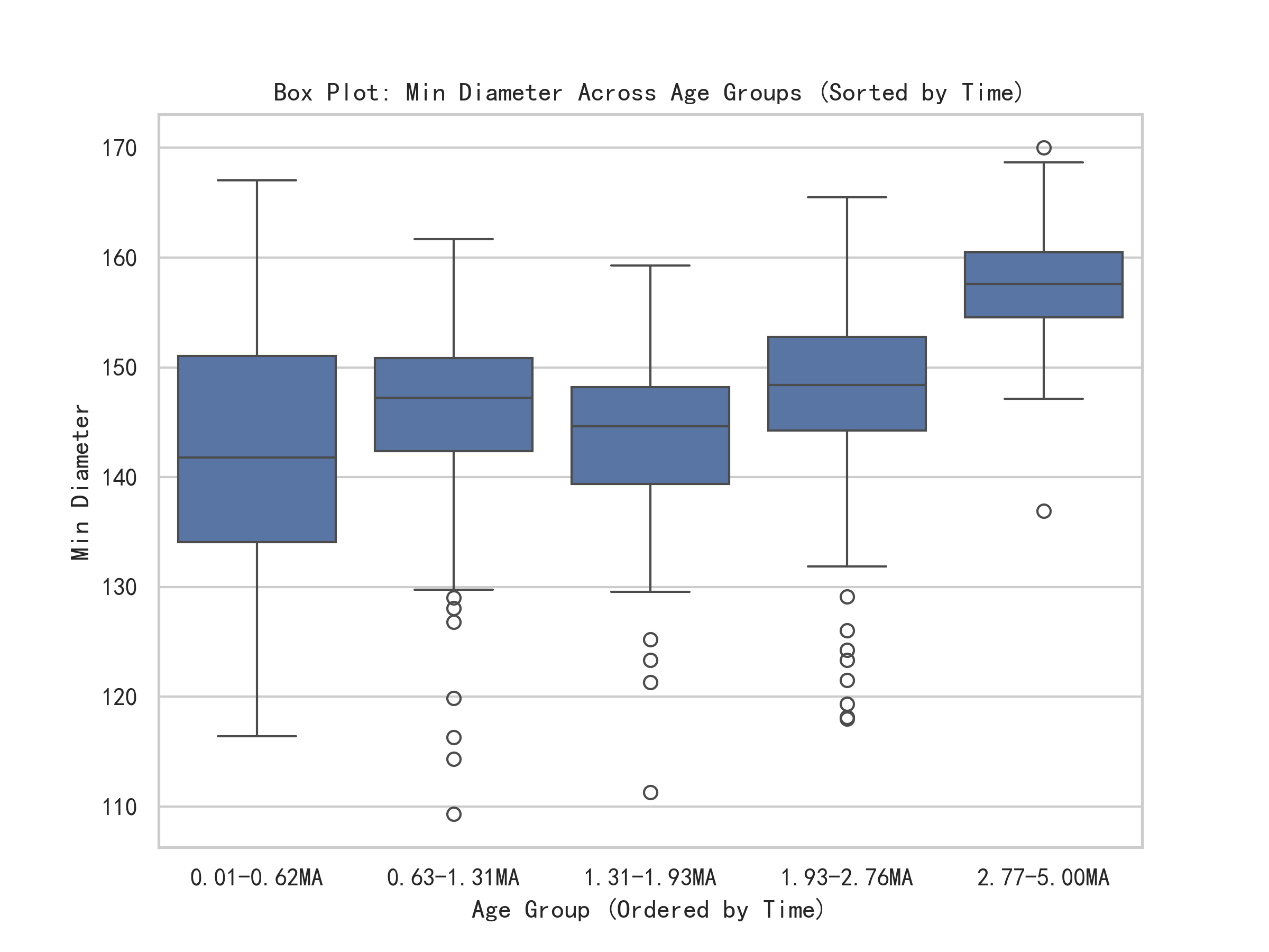 Box Plot: Min Diameter Across Age Groups (Sorted by Time)
170
160
150
140
130
120
110
Min Diameter
0.01-0.62MA 0.63-1.31MA 1.31-1.93MA 1.93-2.76MA 2.77-5.00MA
Age Group (Ordered by Time)